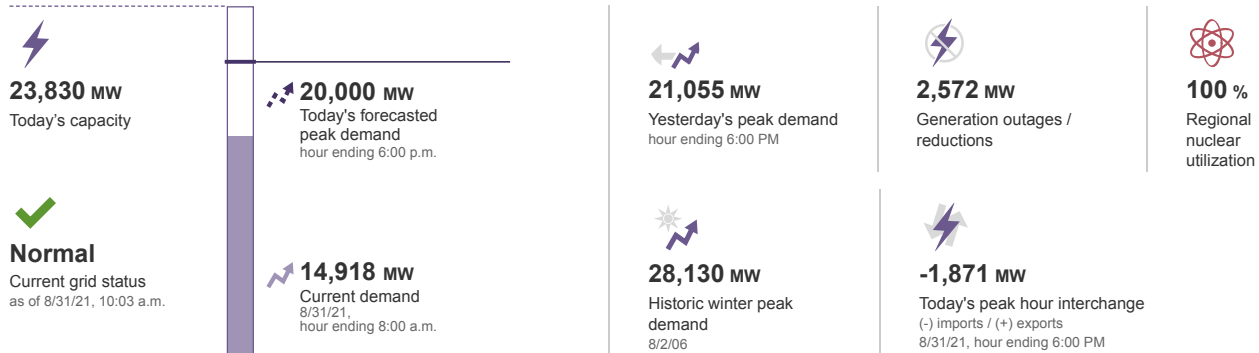 23,830 MW
Today's capacity
Normal
Current grid status
as of 8/31/21, 10:03 a.m.
20,000 MW
Today's forecasted
peak demand
hour ending 6:00 p.m.
14,918 MW
Current demand
8/31/21,
hour ending 8:00 a.m.
21,055 MW
Yesterday's peak demand
hour ending 6:00 PM
2,572 MW
Generation outages /
reductions
100 %
Regional
nuclear
utilization
28,130 MW
Historic winter peak
demand
8/2/06
-1,871 MW
Today's peak hour interchange
(-) imports / (+) exports
8/31/21, hour ending 6:00 PM